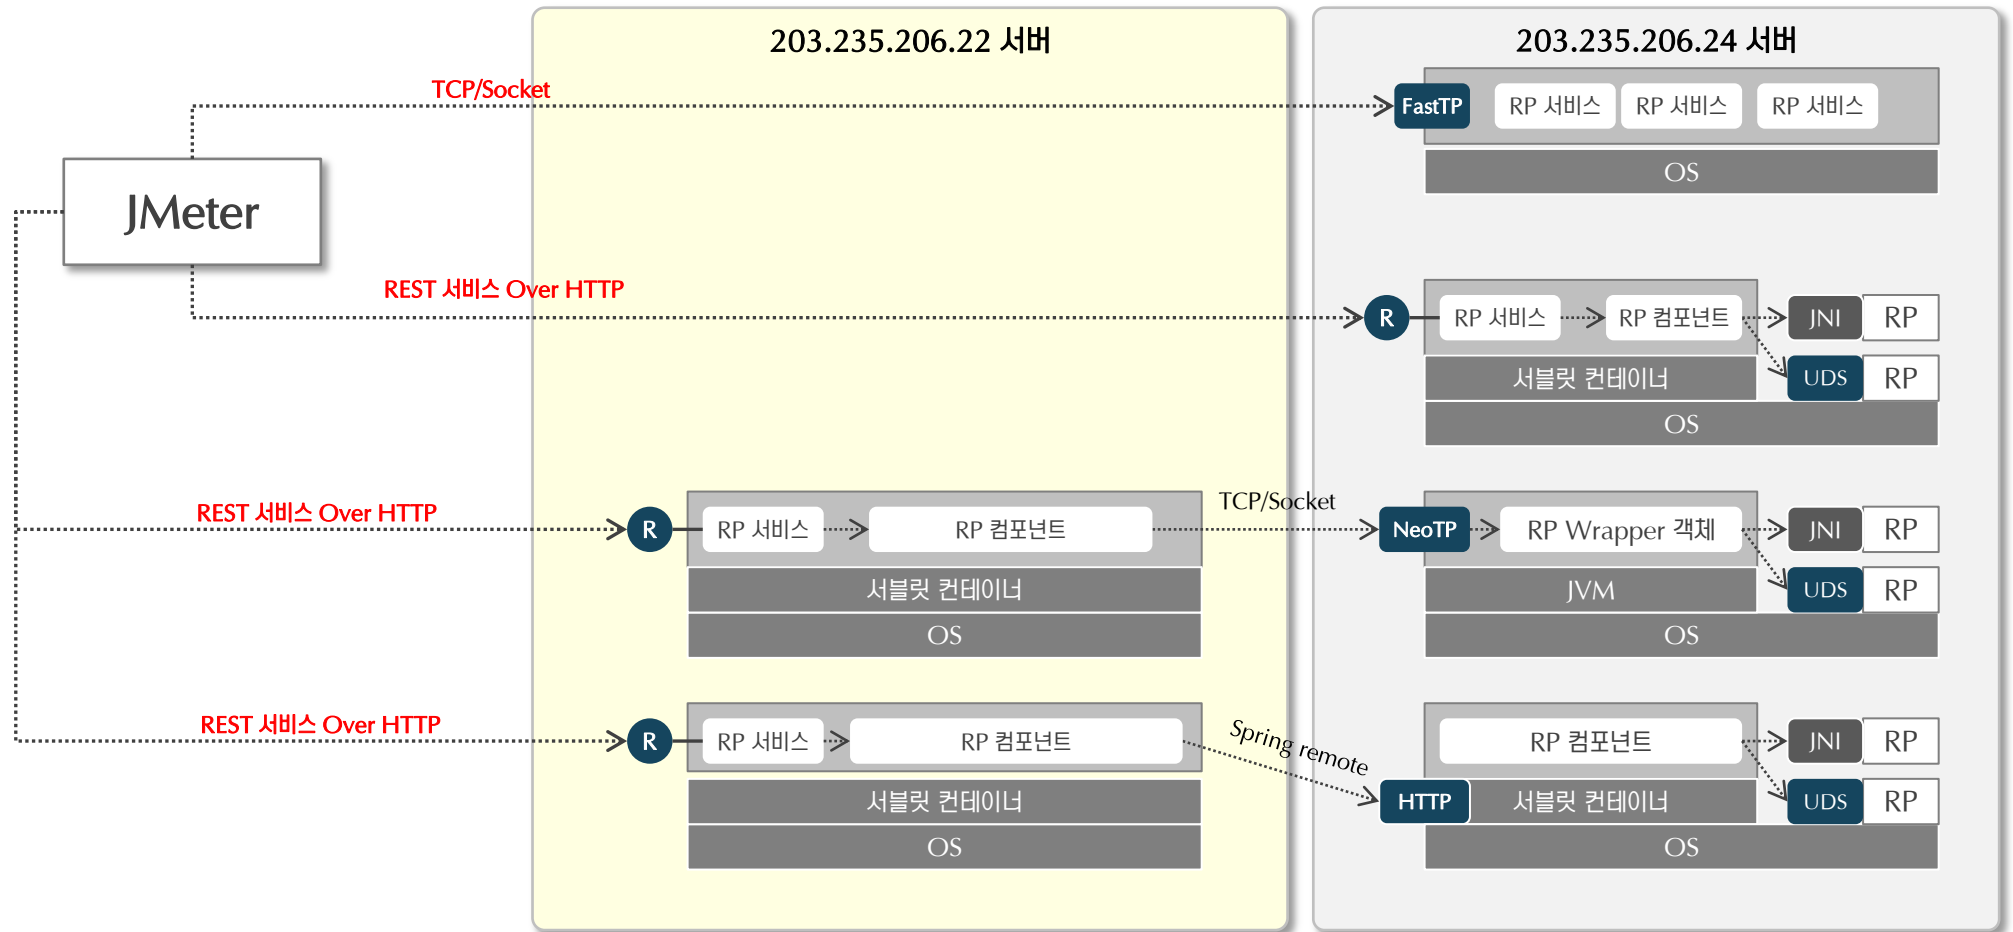 203.235.206.22 서버
203.235.206.24 서버
TCP/Socket
FastTP
RP 서비스
RP 서비스
RP 서비스
OS
JMeter
REST 서비스 Over HTTP
R
RP 서비스
RP 컴포넌트
JNI
RP
서블릿 컨테이너
UDS
RP
OS
REST 서비스 Over HTTP
R
RP 서비스
RP 컴포넌트
TCP/Socket
NeoTP
RP Wrapper 객체
JNI
RP
서블릿 컨테이너
JVM
UDS
RP
OS
OS
REST 서비스 Over HTTP
R
RP 서비스
RP 컴포넌트
Spring remote
RP 컴포넌트
JNI
RP
서블릿 컨테이너
HTTP
서블릿 컨테이너
UDS
RP
OS
OS